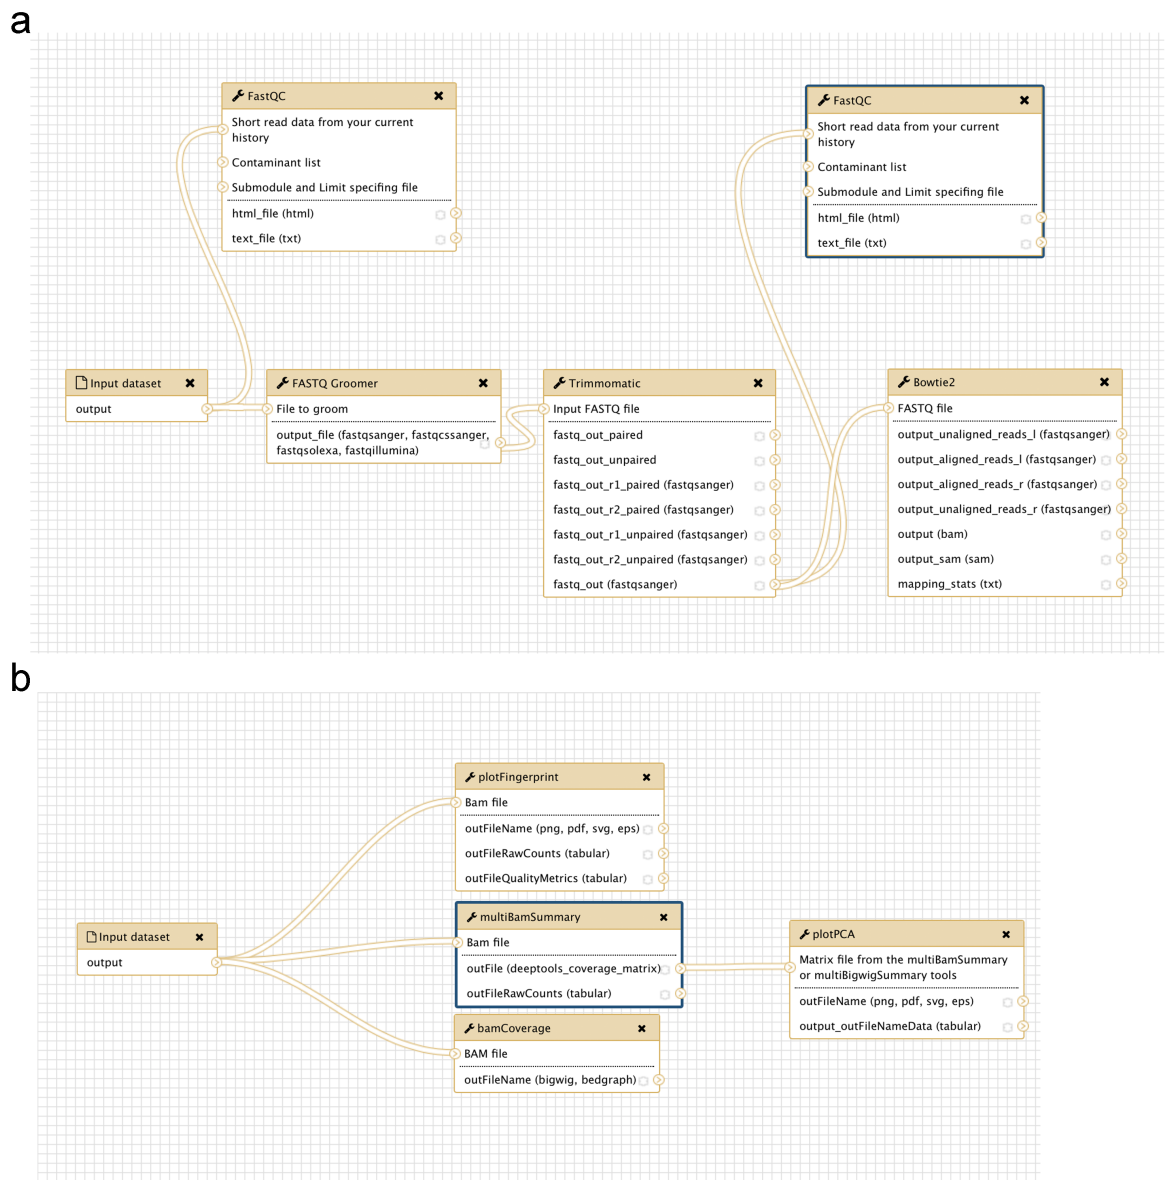 a
FastQC
Short read data from your current
history
Contaminant list
Submodule and Limit specifing file
html_file (html)
text_file (txt)
FastQC
Short read data from your current
history
Contaminant list
Submodule and Limit specifing file
html_file (html)
text_file (txt)
Input dataset
output
FASTQ Groomer
File to groom
output_file (fastqsanger, fastqcssanger,
fastqsolexa, fastqillumina)
Trimmomatic
Input FASTQ file
fastq_out_paired
fastq_out_unpaired
fastq_out_r1_paired (fastqsanger)
fastq_out_r2_paired (fastqsanger)
fastq_out_r1_unpaired (fastqsanger)
fastq_out_r2_unpaired (fastqsanger)
fastq_out (fastqsanger)
Bowtie2
FASTQ file
output_unaligned_reads_l (fastqsanger)
output_aligned_reads_l (fastqsanger)
output_aligned_reads_r (fastqsanger)
output_unaligned_reads_r (fastqsanger)
output (bam)
output_sam (sam)
mapping_stats (txt)
b
Input dataset
output
plotFingerprint
Bam file
outFileName (png, pdf, svg, eps)
outFileRawCounts (tabular)
outFileQualityMetrics (tabular)
multiBamSummary
Bam file
outFile (deeptools_coverage_matrix)
outFileRawCounts (tabular)
bamCoverage
BAM file
outFileName (bigwig, bedgraph)
plotPCA
Matrix file from the multiBamSummary
or multiBigwigSummary tools
outFileName (png, pdf, svg, eps)
output_outFileNameData (tabular)